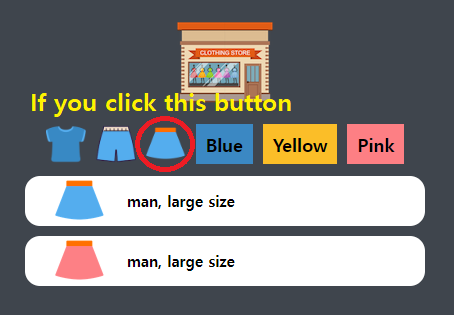 CLOTHING STORE
If you click this button
Blue Yellow Pink
man, large size
man, large size